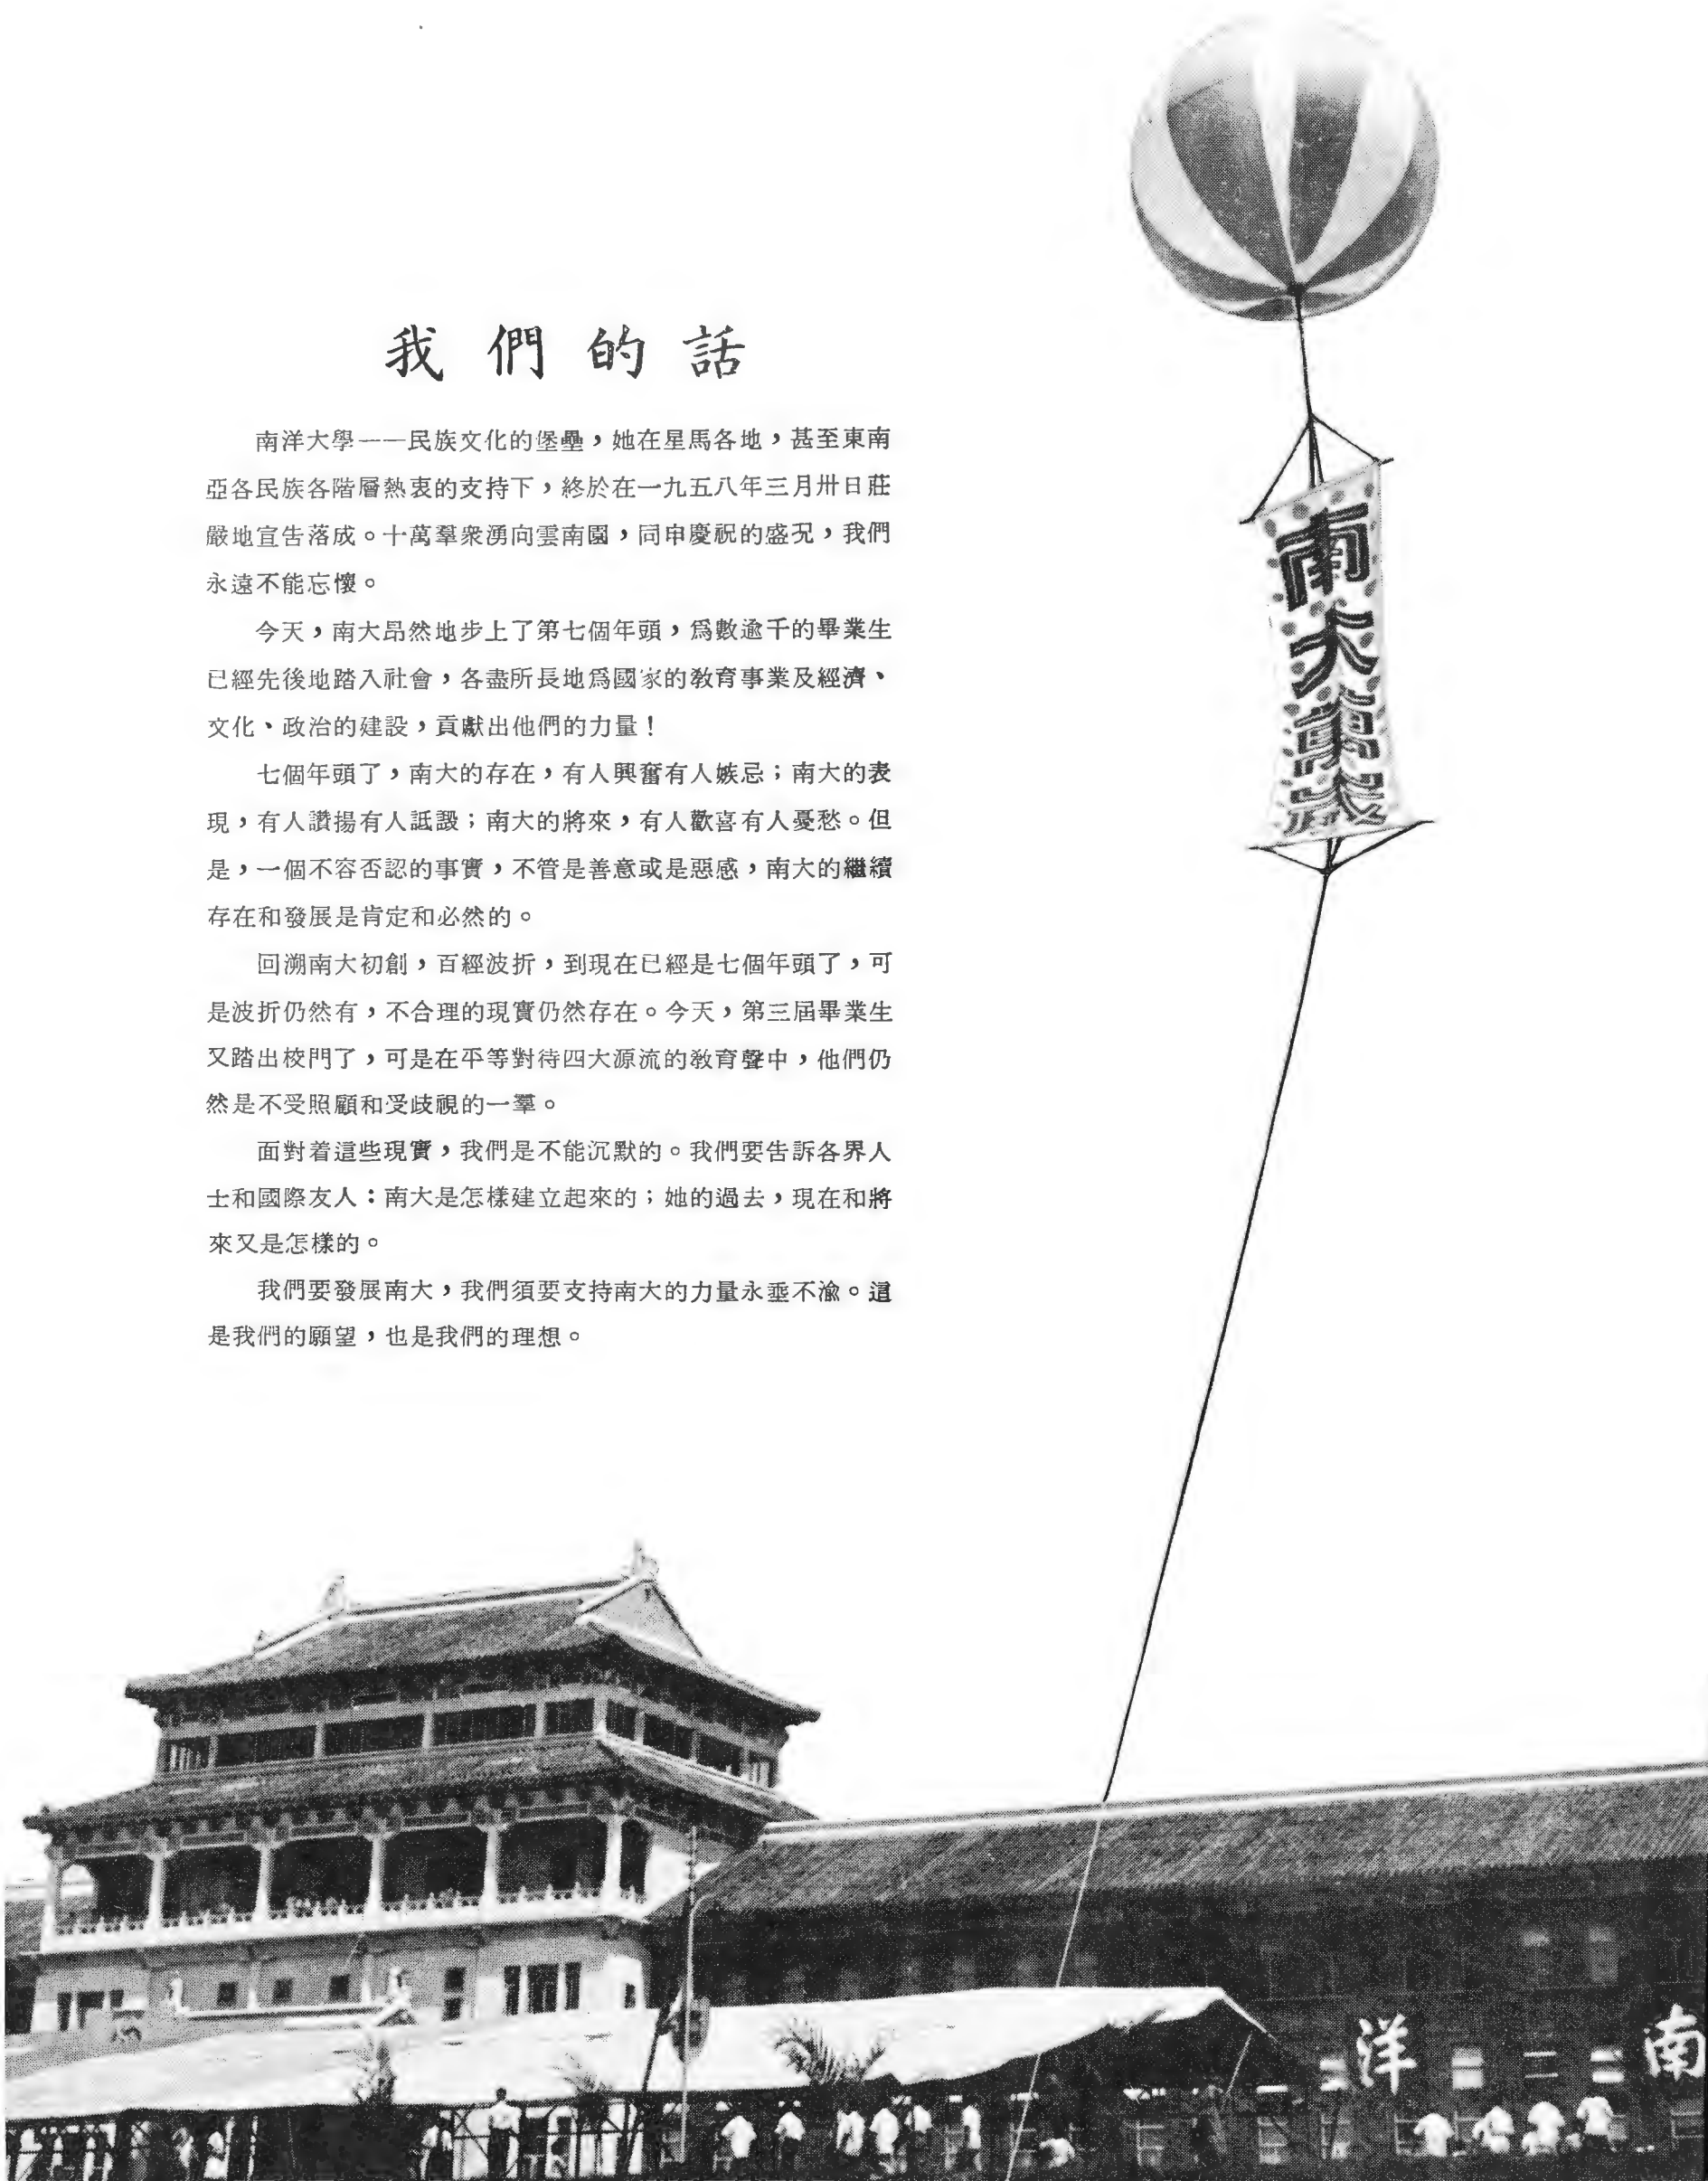 我們的話
南洋大學——民族文化的堡壘，她在星馬各地，甚至東南
亞各民族各階層熱衷的支持下，終於在一九五八年三月卅日莊
嚴地宣告落成。十萬羣衆湧向雲南園，同申慶祝的盛況，我們
永遠不能忘懷。
今天，南大昂然地步上了第七個年頭，爲數逾千的畢業生
已經先後地踏入社會，各盡所長地爲國家的教育事業及經濟、
文化、政治的建設，貢獻出他們的力量！
七個年頭了，南大的存在，有人興奮有人嫉忌；南大的表
現，有人讚揚有人詆譭；南大的將來，有人歡喜有人憂愁。但
是，一個不容否認的事實，不管是善意或是惡感，南大的繼續
存在和發展是肯定和必然的。
回溯南大初創，百經波折，到現在已經是七個年頭了，可
是波折仍然有，不合理的現實仍然存在。今天，第三屆畢業生
又踏出校門了，可是在平等對待四大源流的教育聲中，他們仍
然是不受照顧和受歧視的一羣。
面對着這些現實，我們是不能沉默的。我們要告訴各界人
士和國際友人：南大是怎樣建立起來的；她的過去，現在和將
來又是怎樣的。
我們要發展南大，我們須要支持南大的力量永垂不渝。這
是我們的願望，也是我們的理想。
南大萬歲
洋 南